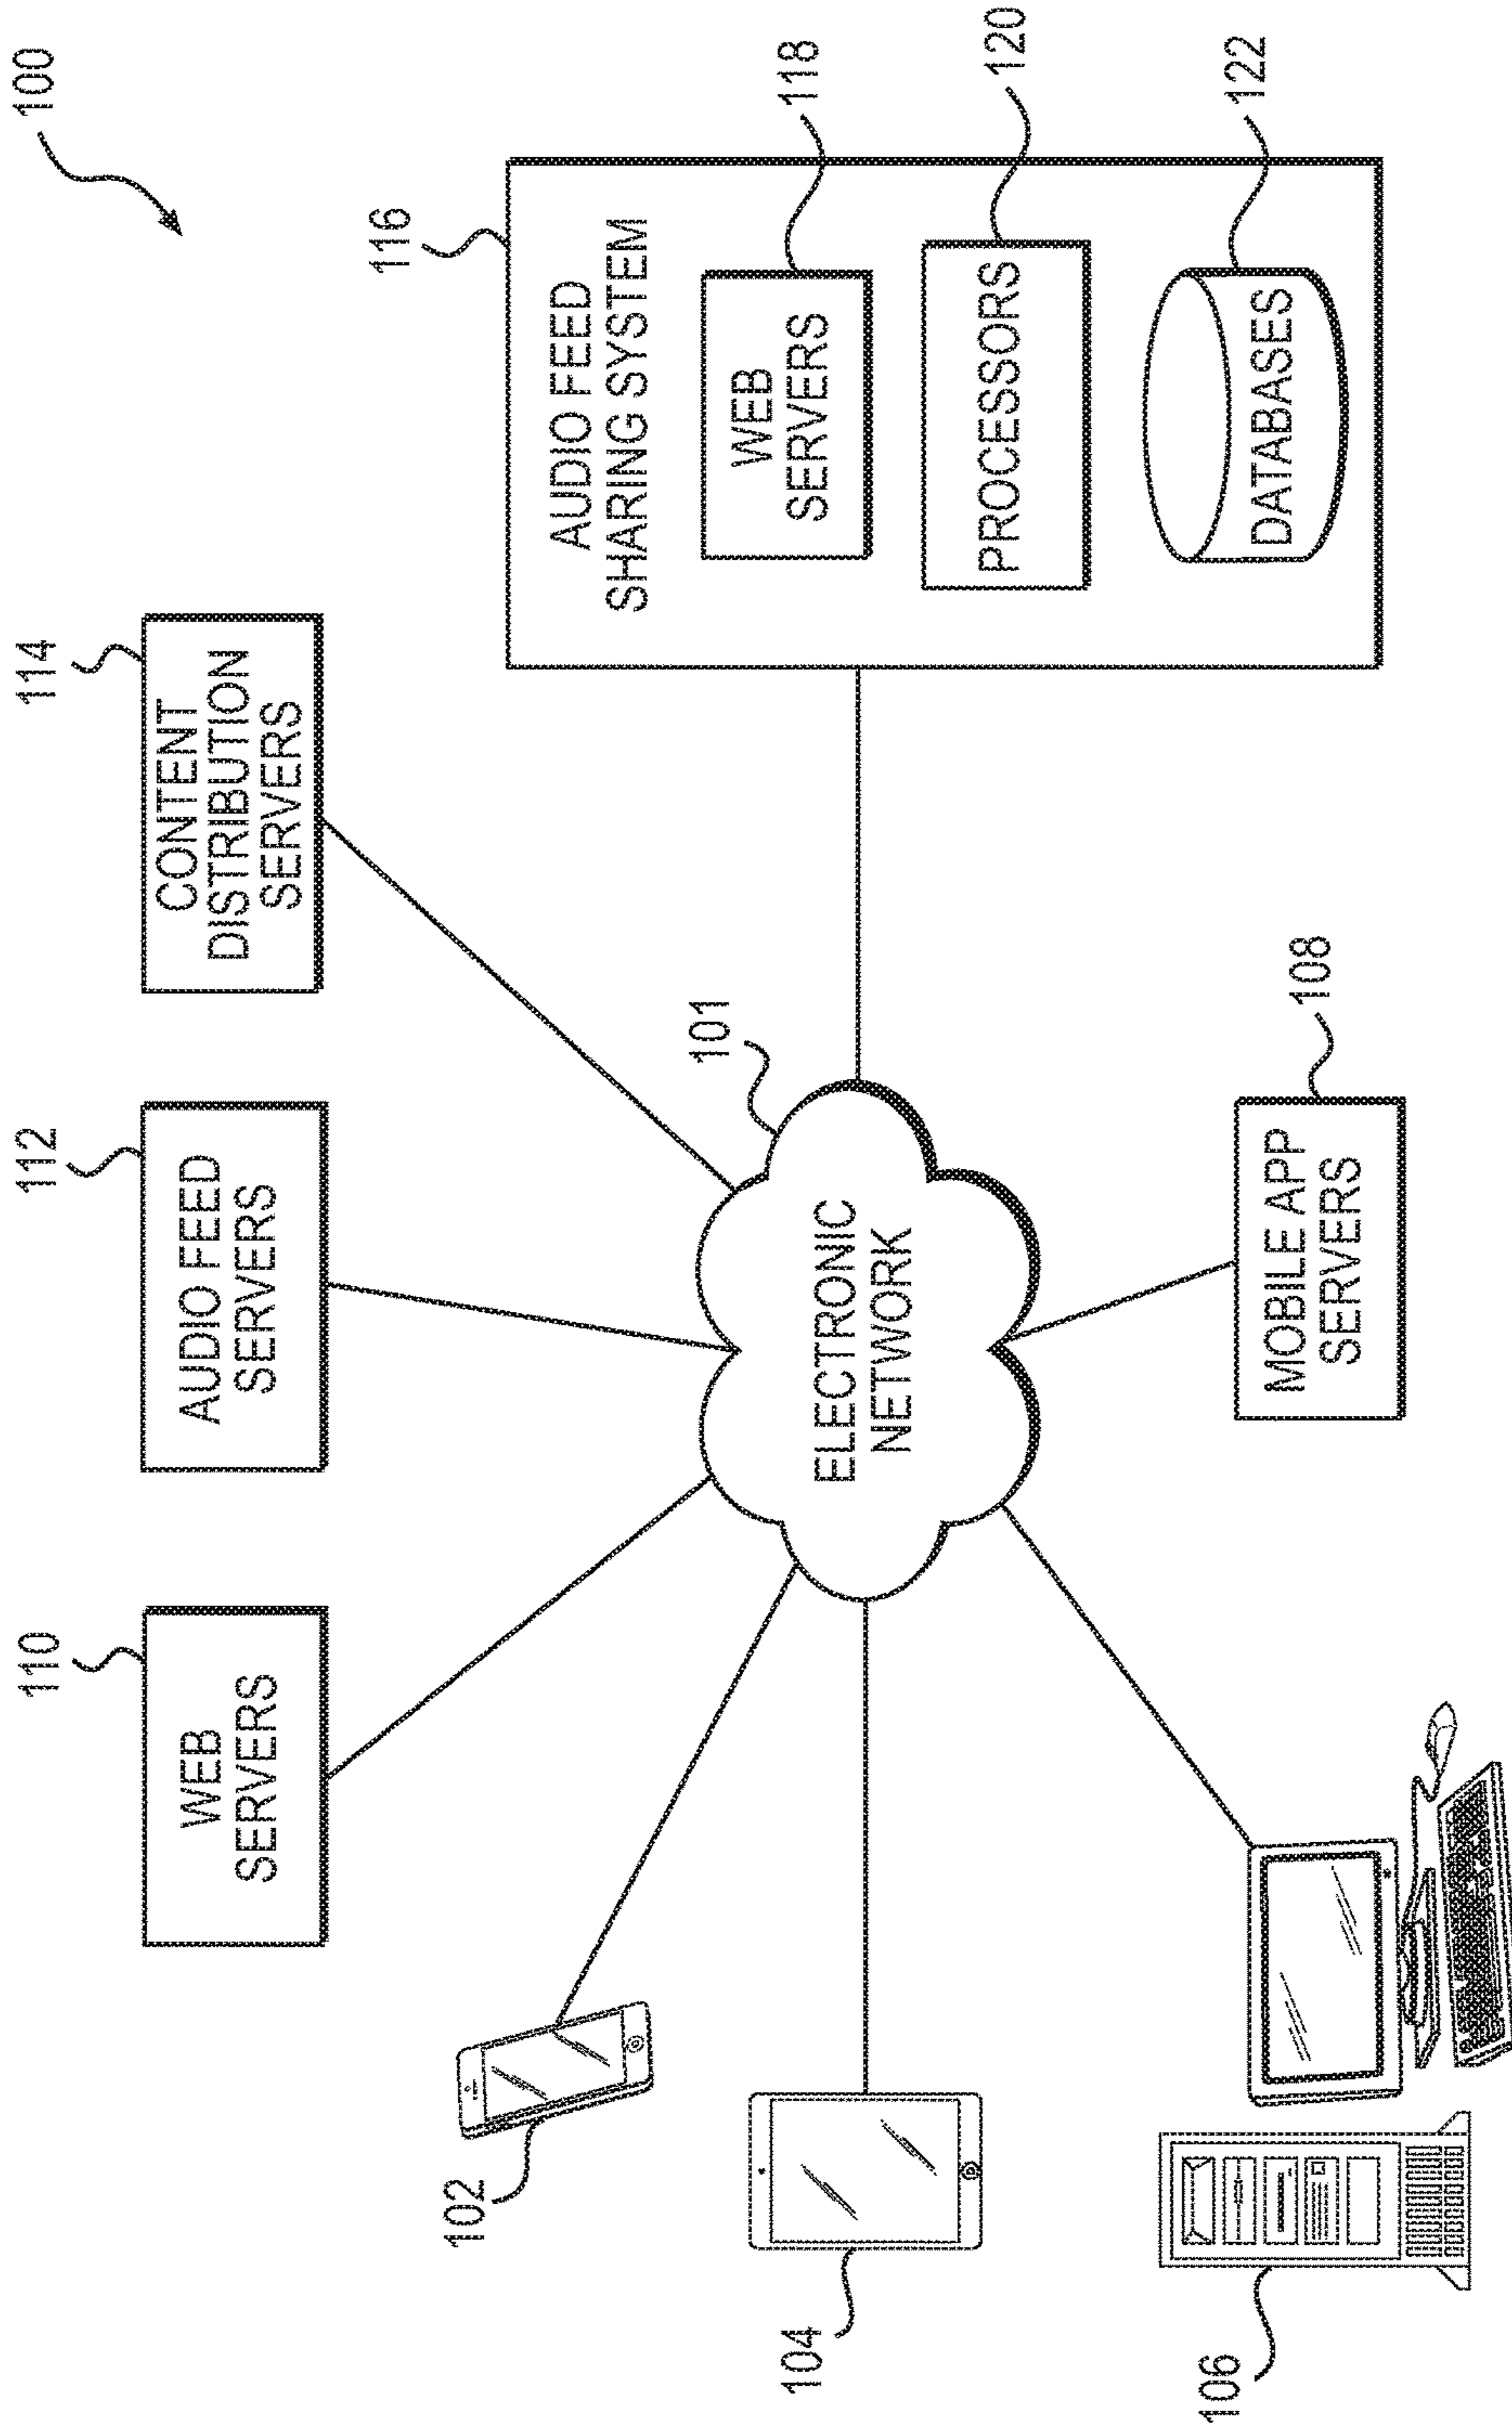 100
110
WEB
SERVERS
112
AUDIO FEED
SERVERS
114
CONTENT
DISTRIBUTION
SERVERS
102
104
106
101
ELECTRONIC
NETWORK
108
MOBILE APP
SERVERS
116
AUDIO FEED
SHARING SYSTEM
118
WEB
SERVERS
120
PROCESSORS
122
DATABASES